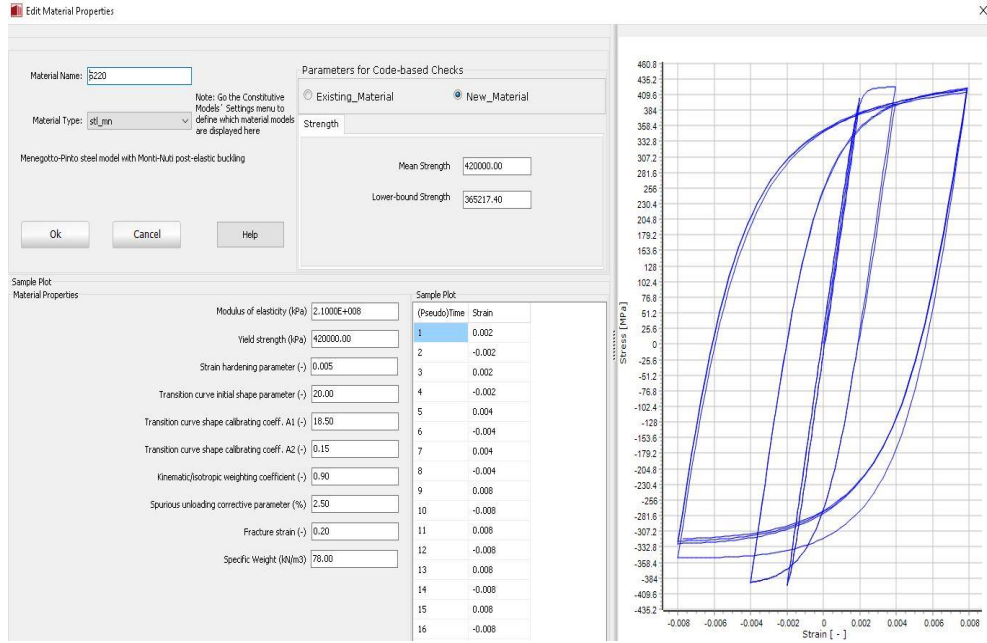 Edit Material Properties
X
Material Name: S220
Material Type: stl_mn
Note: Go the Constitutive
Models` Settings menu to
define which material models
are displayed here
Menegotto-Pinto steel model with Monti-Nuti post-elastic buckling
Ok
Cancel
Help
Parameters for Code-based Checks
Existing_Material
New_Material
Strength
Mean Strength 420000.00
Lower-bound Strength 365217.40
Sample Plot
Material Properties
Modulus of elasticity (kPa) 2.1000E+008
Yield strength (kPa) 420000.00
Strain hardening parameter (-) 0.005
Transition curve initial shape parameter (-) 20.00
Transition curve shape calibrating coeff. A1 (-) 18.50
Transition curve shape calibrating coeff. A2 (-) 0.15
Kinematic/isotropic weighting coefficient (-) 0.90
Spurious unloading corrective parameter (%) 2.50
Fracture strain (-) 0.20
Specific Weight (kN/m3) 78.00
Sample Plot
(Pseudo)Time Strain
1 0.002
2 -0.002
3 0.002
4 -0.002
5 0.004
6 -0.004
7 0.004
8 -0.004
9 0.008
10 -0.008
11 0.008
12 -0.008
13 0.008
14 -0.008
15 0.008
16 -0.008
Stress [MPa]
460.8
435.2
409.6
384
358.4
332.8
307.2
281.6
256
230.4
204.8
179.2
153.6
128
102.4
76.8
51.2
25.6
0
-25.6
-51.2
-76.8
-102.4
-128
-153.6
-179.2
-204.8
-230.4
-256
-281.6
-307.2
-332.8
-358.4
-384
-409.6
-435.2
-0.008 -0.006 -0.004 -0.002 0 0.002 0.004 0.006 0.008
Strain [ - ]